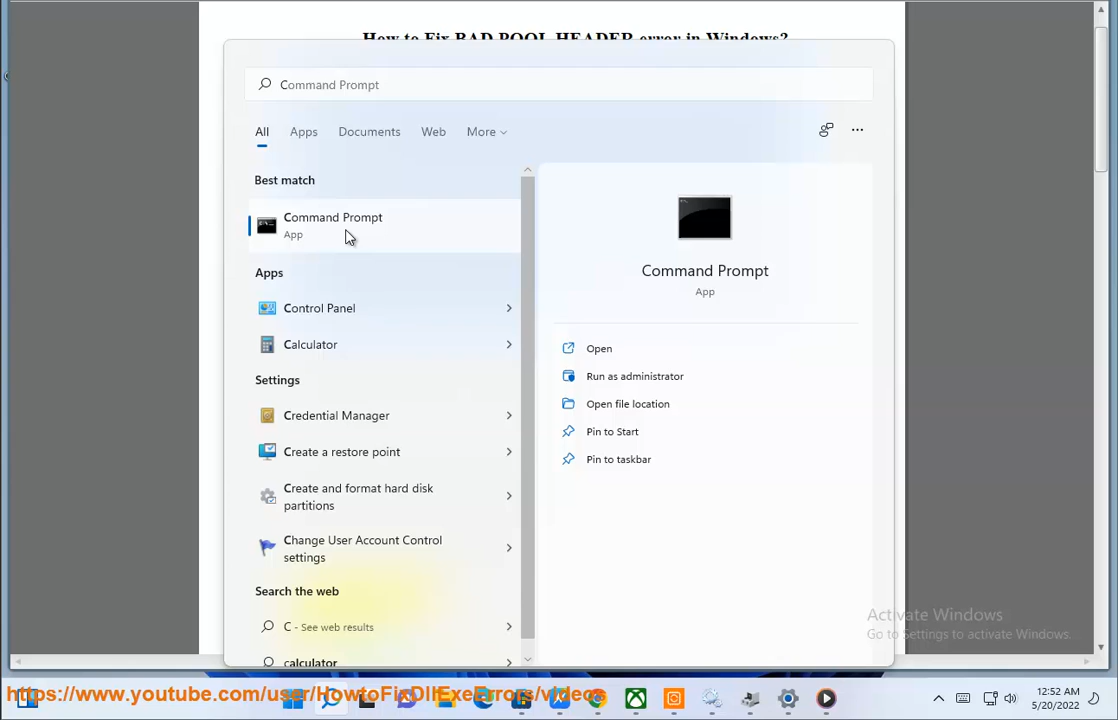 How to Fix BAD POOL HEADER error in Windows?
Command Prompt
All Apps Documents Web More
Best match
Command Prompt
App
Apps
Control Panel
Calculator
Settings
Credential Manager
Create a restore point
Create and format hard disk
partitions
Change User Account Control
settings
Search the web
C - See web results
calculator
Command Prompt
App
Open
Run as administrator
Open file location
Pin to Start
Pin to taskbar
Activate Windows
Go to Settings to activate Windows.
https://www.youtube.com/user/HowtoFixDllExeErrors/videos
12:52 AM
5/20/2022